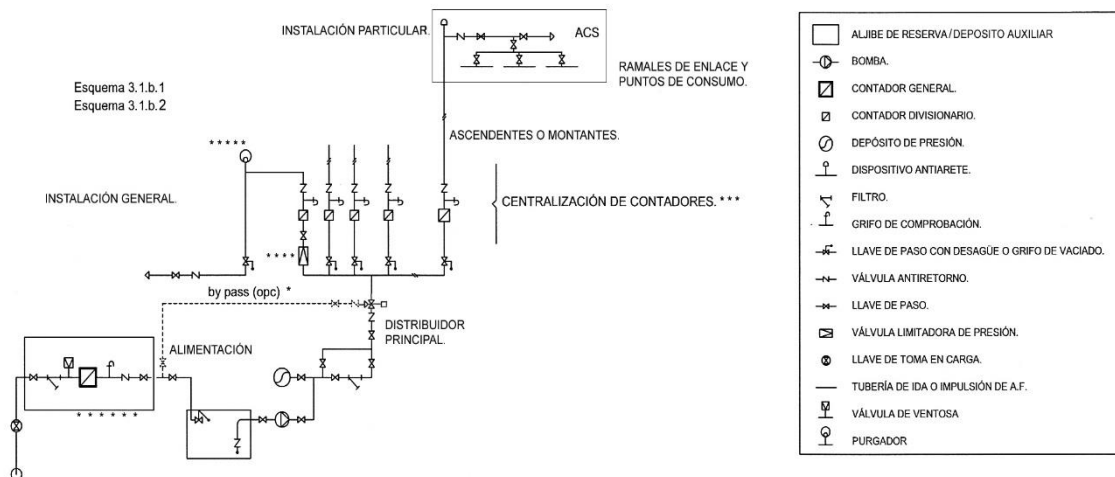 INSTALACIÓN PARTICULAR.
ACS
RAMALES DE ENLACE Y
PUNTOS DE CONSUMO.
Esquema 3.1.b.1
Esquema 3.1.b.2
ASCENDENTES O MONTANTES.
* * * * *
INSTALACIÓN GENERAL.
CENTRALIZACIÓN DE CONTADORES. * * *
* * * *
by pass (opc) *
DISTRIBUIDOR
PRINCIPAL.
ALIMENTACIÓN
* * * * * *
ALJIBE DE RESERVA / DEPOSITO AUXILIAR
BOMBA.
CONTADOR GENERAL.
CONTADOR DIVISIONARIO.
DEPÓSITO DE PRESIÓN.
DISPOSITIVO ANTIARETE.
FILTRO.
GRIFO DE COMPROBACIÓN.
LLAVE DE PASO CON DESAGÜE O GRIFO DE VACIADO.
VÁLVULA ANTIRETORNO.
LLAVE DE PASO.
VÁLVULA LIMITADORA DE PRESIÓN.
LLAVE DE TOMA EN CARGA.
TUBERÍA DE IDA O IMPULSIÓN DE A.F.
VÁLVULA DE VENTOSA
PURGADOR